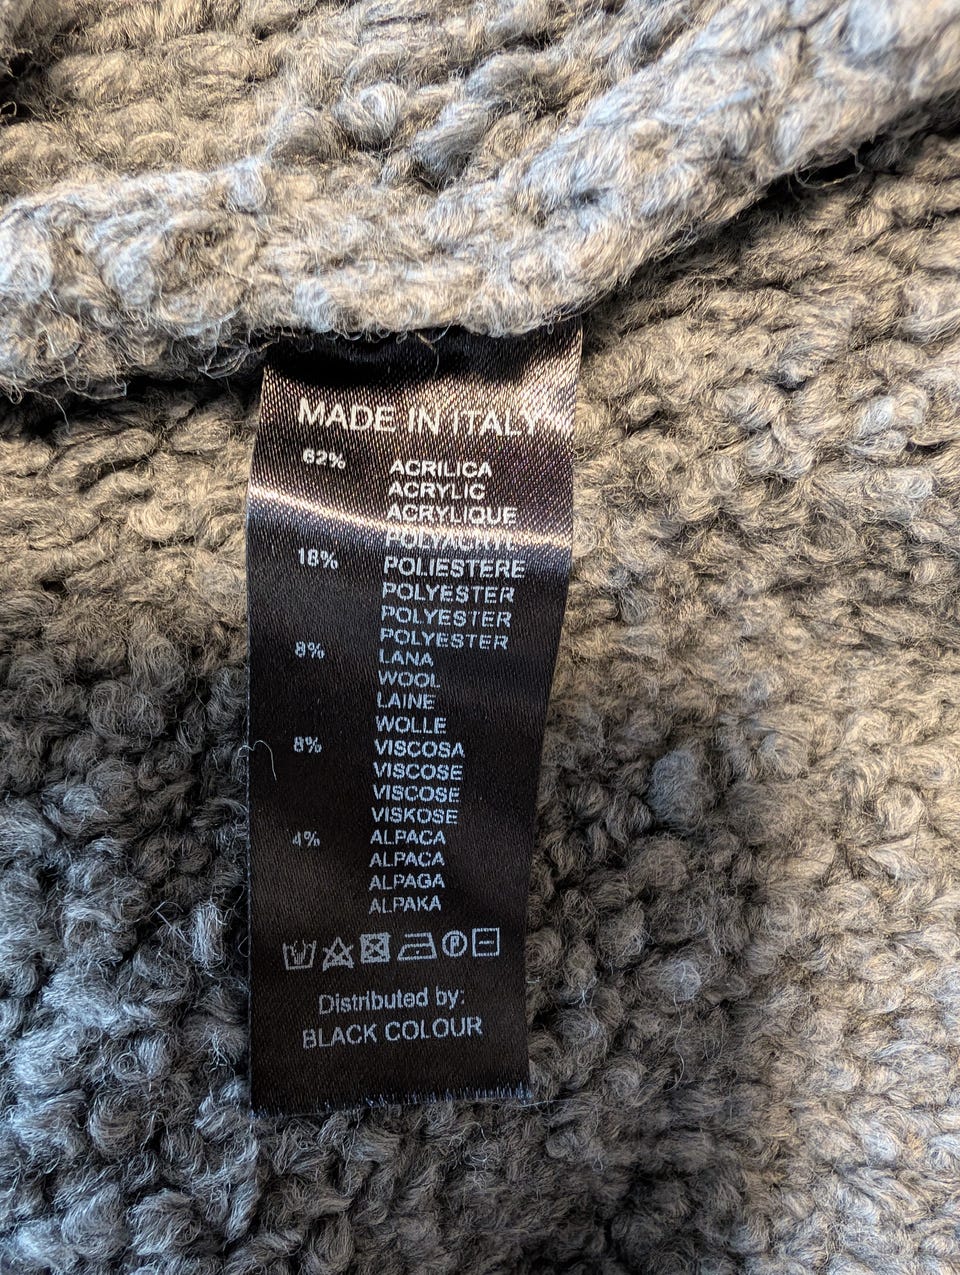 MADE IN ITALY
62% ACRILICA
ACRYLIC
ACRYLIQUE
POLYACRYL
18% POLIESTERE
POLYESTER
POLYESTER
POLYESTER
8% LANA
WOOL
LAINE
WOLLE
8% VISCOSA
VISCOSE
VISCOSE
VISKOSE
4% ALPACA
ALPACA
ALPAGA
ALPAKA
P
Distributed by:
BLACK COLOUR